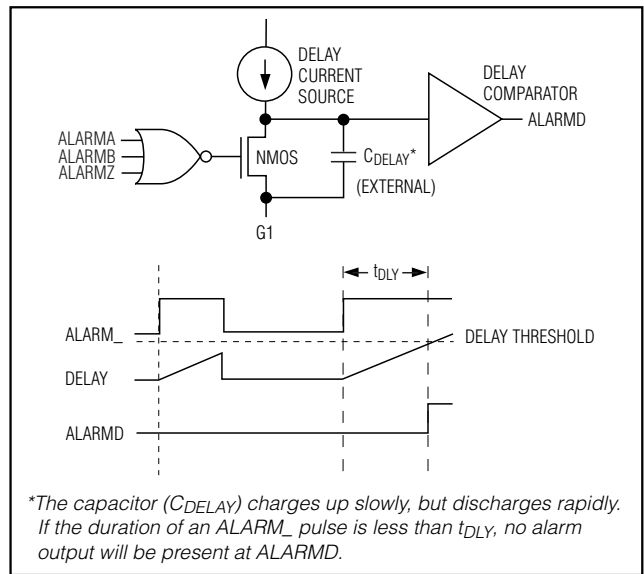 DELAY
CURRENT
SOURCE
DELAY
COMPARATOR
ALARMD
ALARMA
ALARMB
ALARMZ
NMOS
CDELAY*
(EXTERNAL)
G1
tDLY
ALARM_
DELAY THRESHOLD
DELAY
ALARMD
*The capacitor (CDELAY) charges up slowly, but discharges rapidly.
If the duration of an ALARM_ pulse is less than tDLY, no alarm
output will be present at ALARMD.